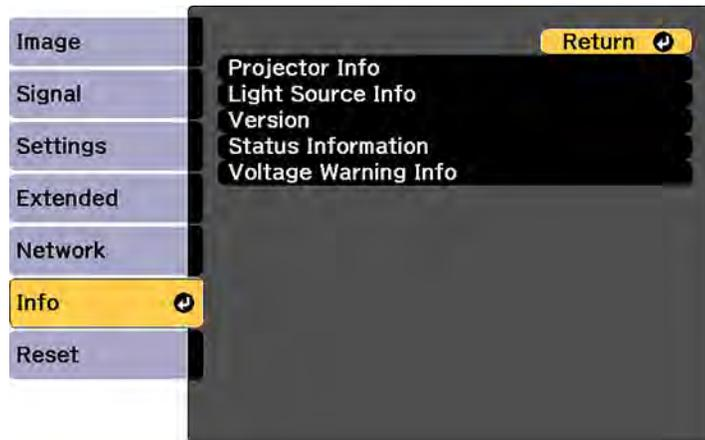 Image
Signal
Settings
Extended
Network
Info
Reset
Return
Projector Info
Light Source Info
Version
Status Information
Voltage Warning Info